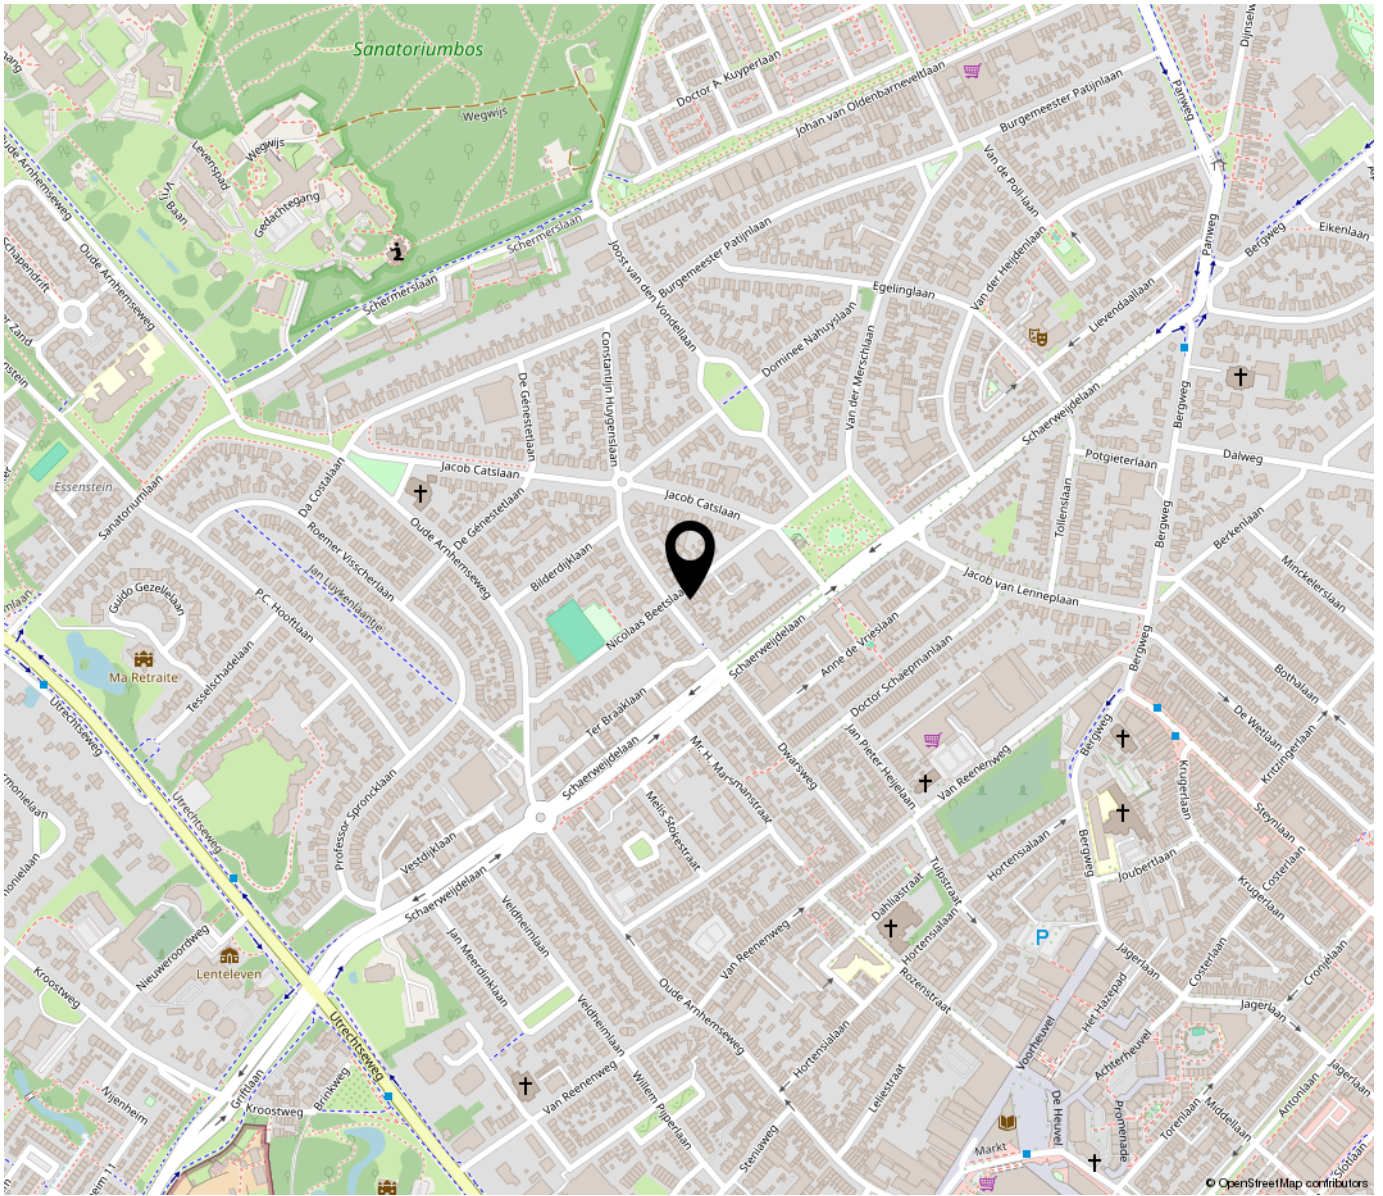 Sanatoriumbos
Doctor A. Kuyperlaan
Johan van Oldenbarneveltlaan
Burgemeester Patijnlaan
Panweg
Wegwijs
Wegwijs
Levenspad
Gedachtegang
Oude Arnhemseweg
Oude Arnhemseweg
Schapendrift
Schermerslaan
Schermerslaan
Joost van den Vondellaan
Burgemeester Patijnlaan
Van de Poll-laan
Van der Heijdenlaan
Panweg
Bergweg
Eikenlaan
Egelinglaan
Lievendaallaan
Dominee Nahuyslaan
Van der Merschlaan
Constantijn Huygenslaan
De Génestetlaan
Schaerweijdelaan
Bergweg
Jacob Catslaan
Jacob Catslaan
Potgieterlaan
Dalweg
Essenstein
Sanatoriumlaan
Da Costalaan
De Génestetlaan
Oude Arnhemseweg
Roemer Visscherlaan
Jan Luykenlaantje
Bilderdijklaan
Tollenslaan
Bergweg
Berkenlaan
Minckelerslaan
Guido Gezellelaan
P.C. Hooftlaan
Nicolaas Beetslaan
Jacob van Lenneplaan
Ma Retraite
Tesselschadelaan
Schaerweijdelaan
Anne de Vrieslaan
Doctor Schaepmanlaan
Bergweg
Bothalaan
Utrechtseweg
Ter Braaklaan
Schaerweijdelaan
Mr. H. Marsmanstraat
Dwarsweg
Jan Pieter Heijelaan
Van Reenenweg
Bergweg
De Wetlaan
Kritzingerlaan
Utrechtseweg
Professor Sproncklaan
Vestdijklaan
Melis Stokestraat
Krugerlaan
Steynlaan
Schaerweijdelaan
Hortensialaan
Tulpstraat
Bergweg
Joubertlaan
Costerlaan
Krugerlaan
Dahliastraat
Hortensialaan
Veldheimlaan
Jan Meerdinklaan
Van Reenenweg
P
Nieuweroordweg
Lenteleven
Kroostweg
Rozenstraat
Jagerlaan
Costerlaan
Cronjélaan
Oude Arnhemseweg
Veldheimlaan
Het Hazepad
Jagerlaan
Utrechtseweg
Voorheuvel
Achterheuvel
Hortensialaan
Griftlaan
Brinkweg
Kroostweg
Nijenheim
Van Reenenweg
Willem Pijperlaan
Leliestraat
De Heuvel
Promenade
Torenlaan
Middellaan
Antonlaan
Jagerlaan
Slotlaan
Steniaweg
Markt
© OpenStreetMap contributors